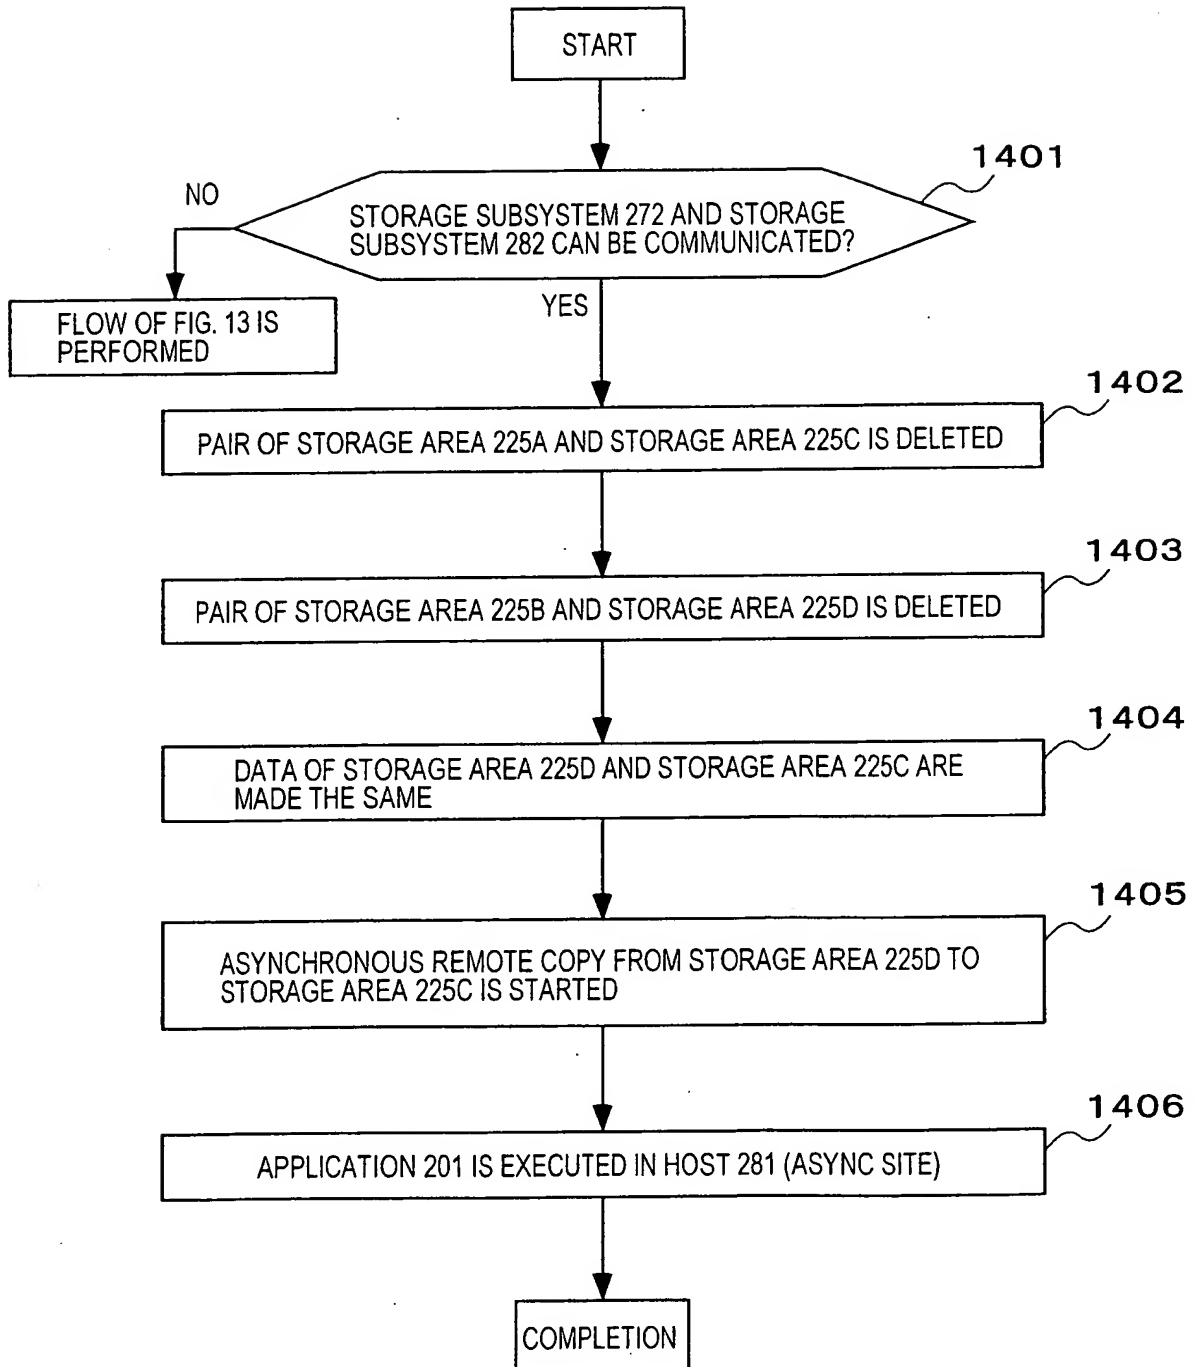 START
1401
NO
STORAGE SUBSYSTEM 272 AND STORAGE
SUBSYSTEM 282 CAN BE COMMUNICATED?
YES
FLOW OF FIG. 13 IS
PERFORMED
1402
PAIR OF STORAGE AREA 225A AND STORAGE AREA 225C IS DELETED
1403
PAIR OF STORAGE AREA 225B AND STORAGE AREA 225D IS DELETED
1404
DATA OF STORAGE AREA 225D AND STORAGE AREA 225C ARE
MADE THE SAME
1405
ASYNCHRONOUS REMOTE COPY FROM STORAGE AREA 225D TO
STORAGE AREA 225C IS STARTED
1406
APPLICATION 201 IS EXECUTED IN HOST 281 (ASYNC SITE)
COMPLETION